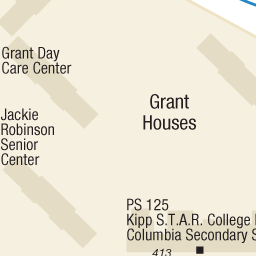 Grant Day
Care Center
Grant
Houses
Jackie
Robinson
Senior
Center
PS 125
Kipp S.T.A.R. College
Columbia Secondary S
413